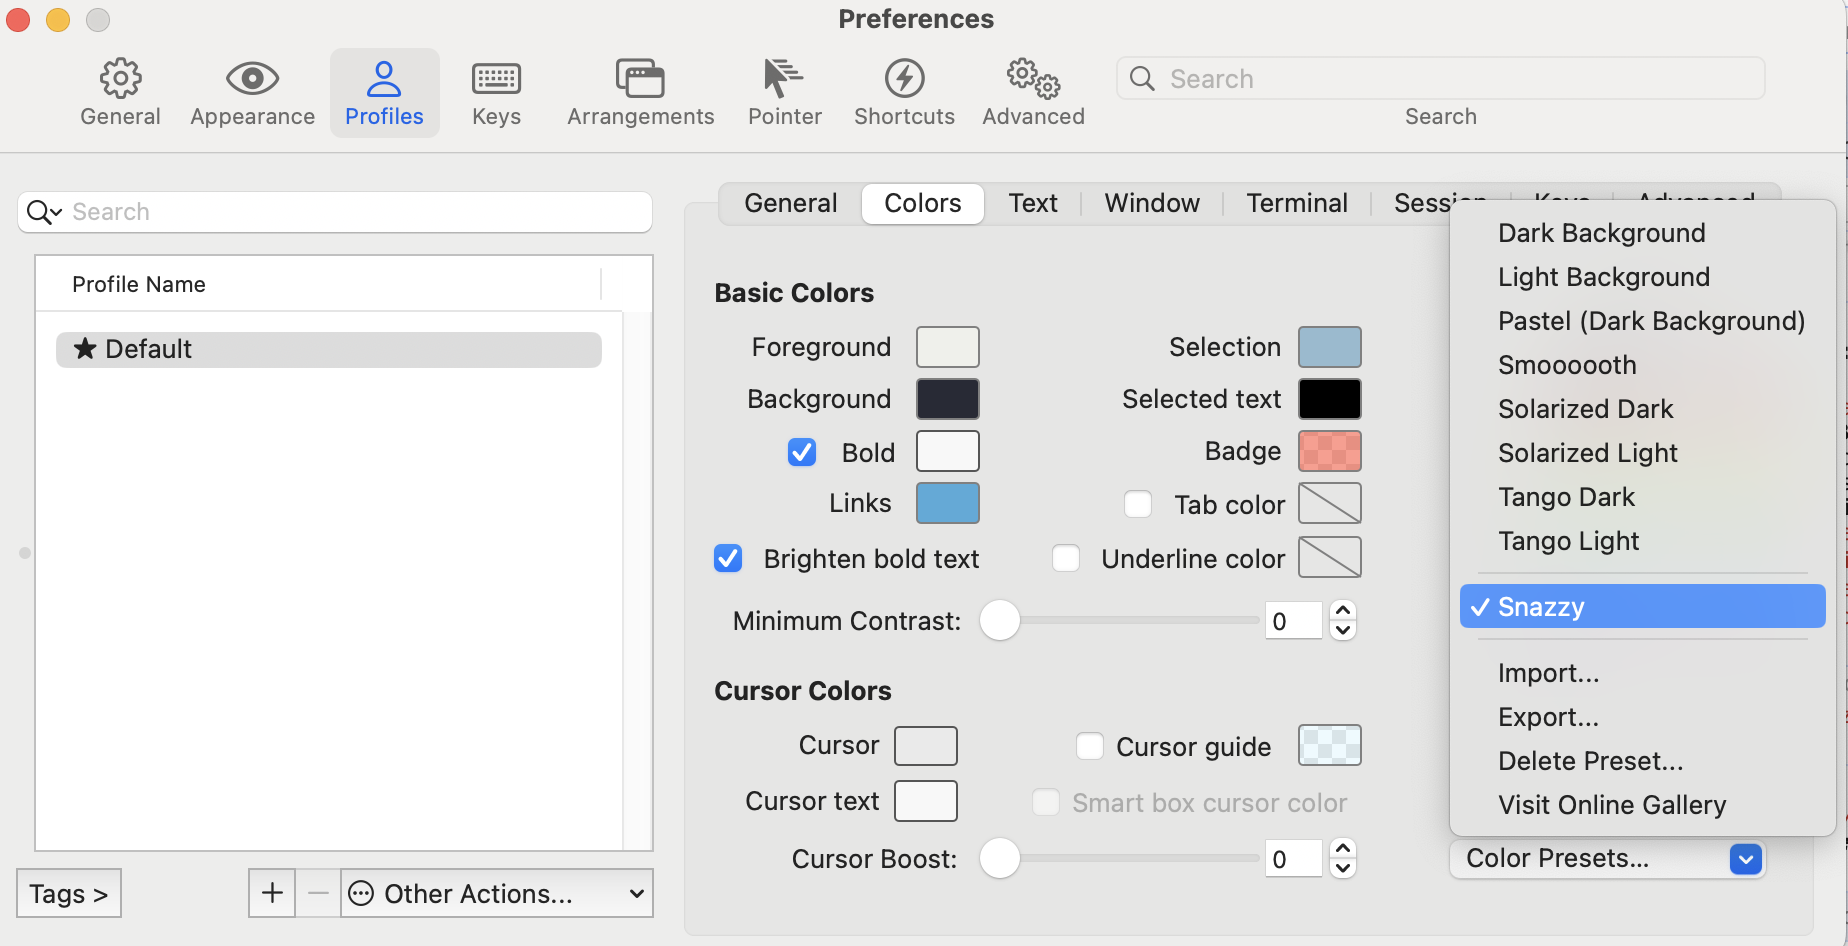 Preferences
General
Appearance
Profiles
Keys
Arrangements
Pointer
Shortcuts
Advanced
Search
Search
Search
Profile Name
Default
Tags >
Other Actions...
General
Colors
Text
Window
Terminal
Session
Keys
Advanced
Basic Colors
Foreground
Selection
Background
Selected text
Bold
Badge
Links
Tab color
Brighten bold text
Underline color
Minimum Contrast:
0
Cursor Colors
Cursor
Cursor guide
Cursor text
Smart box cursor color
Cursor Boost:
0
Dark Background
Light Background
Pastel (Dark Background)
Smoooooth
Solarized Dark
Solarized Light
Tango Dark
Tango Light
Snazzy
Import...
Export...
Delete Preset...
Visit Online Gallery
Color Presets...